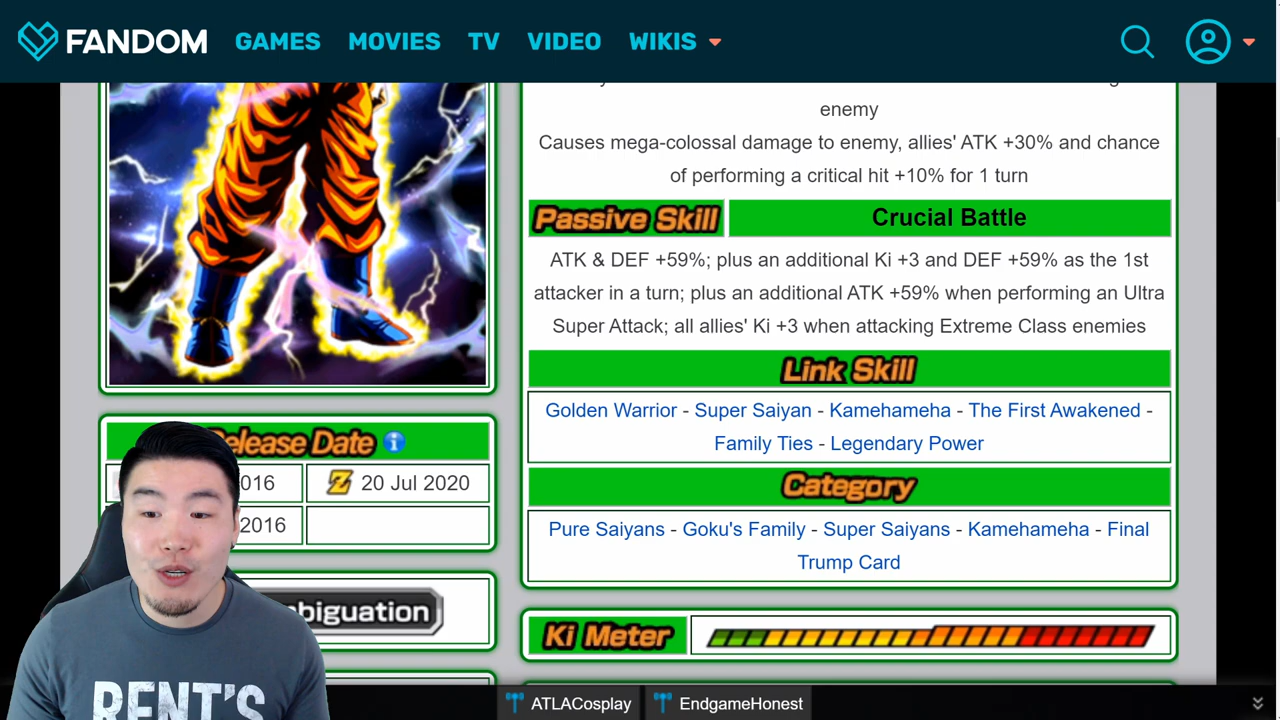 FANDOM GAMES MOVIES TV VIDEO WIKIS
enemy
Causes mega-colossal damage to enemy, allies' ATK +30% and chance
of performing a critical hit +10% for 1 turn
Passive Skill Crucial Battle
ATK & DEF +59%; plus an additional Ki +3 and DEF +59% as the 1st
attacker in a turn; plus an additional ATK +59% when performing an Ultra
Super Attack; all allies' Ki +3 when attacking Extreme Class enemies
Link Skill
Golden Warrior - Super Saiyan - Kamehameha - The First Awakened -
Family Ties - Legendary Power
Category
Pure Saiyans - Goku's Family - Super Saiyans - Kamehameha - Final
Trump Card
Ki Meter
elease Date i
016 Z 20 Jul 2020
2016
biguation
RENT'S
ATLACosplay EndgameHonest